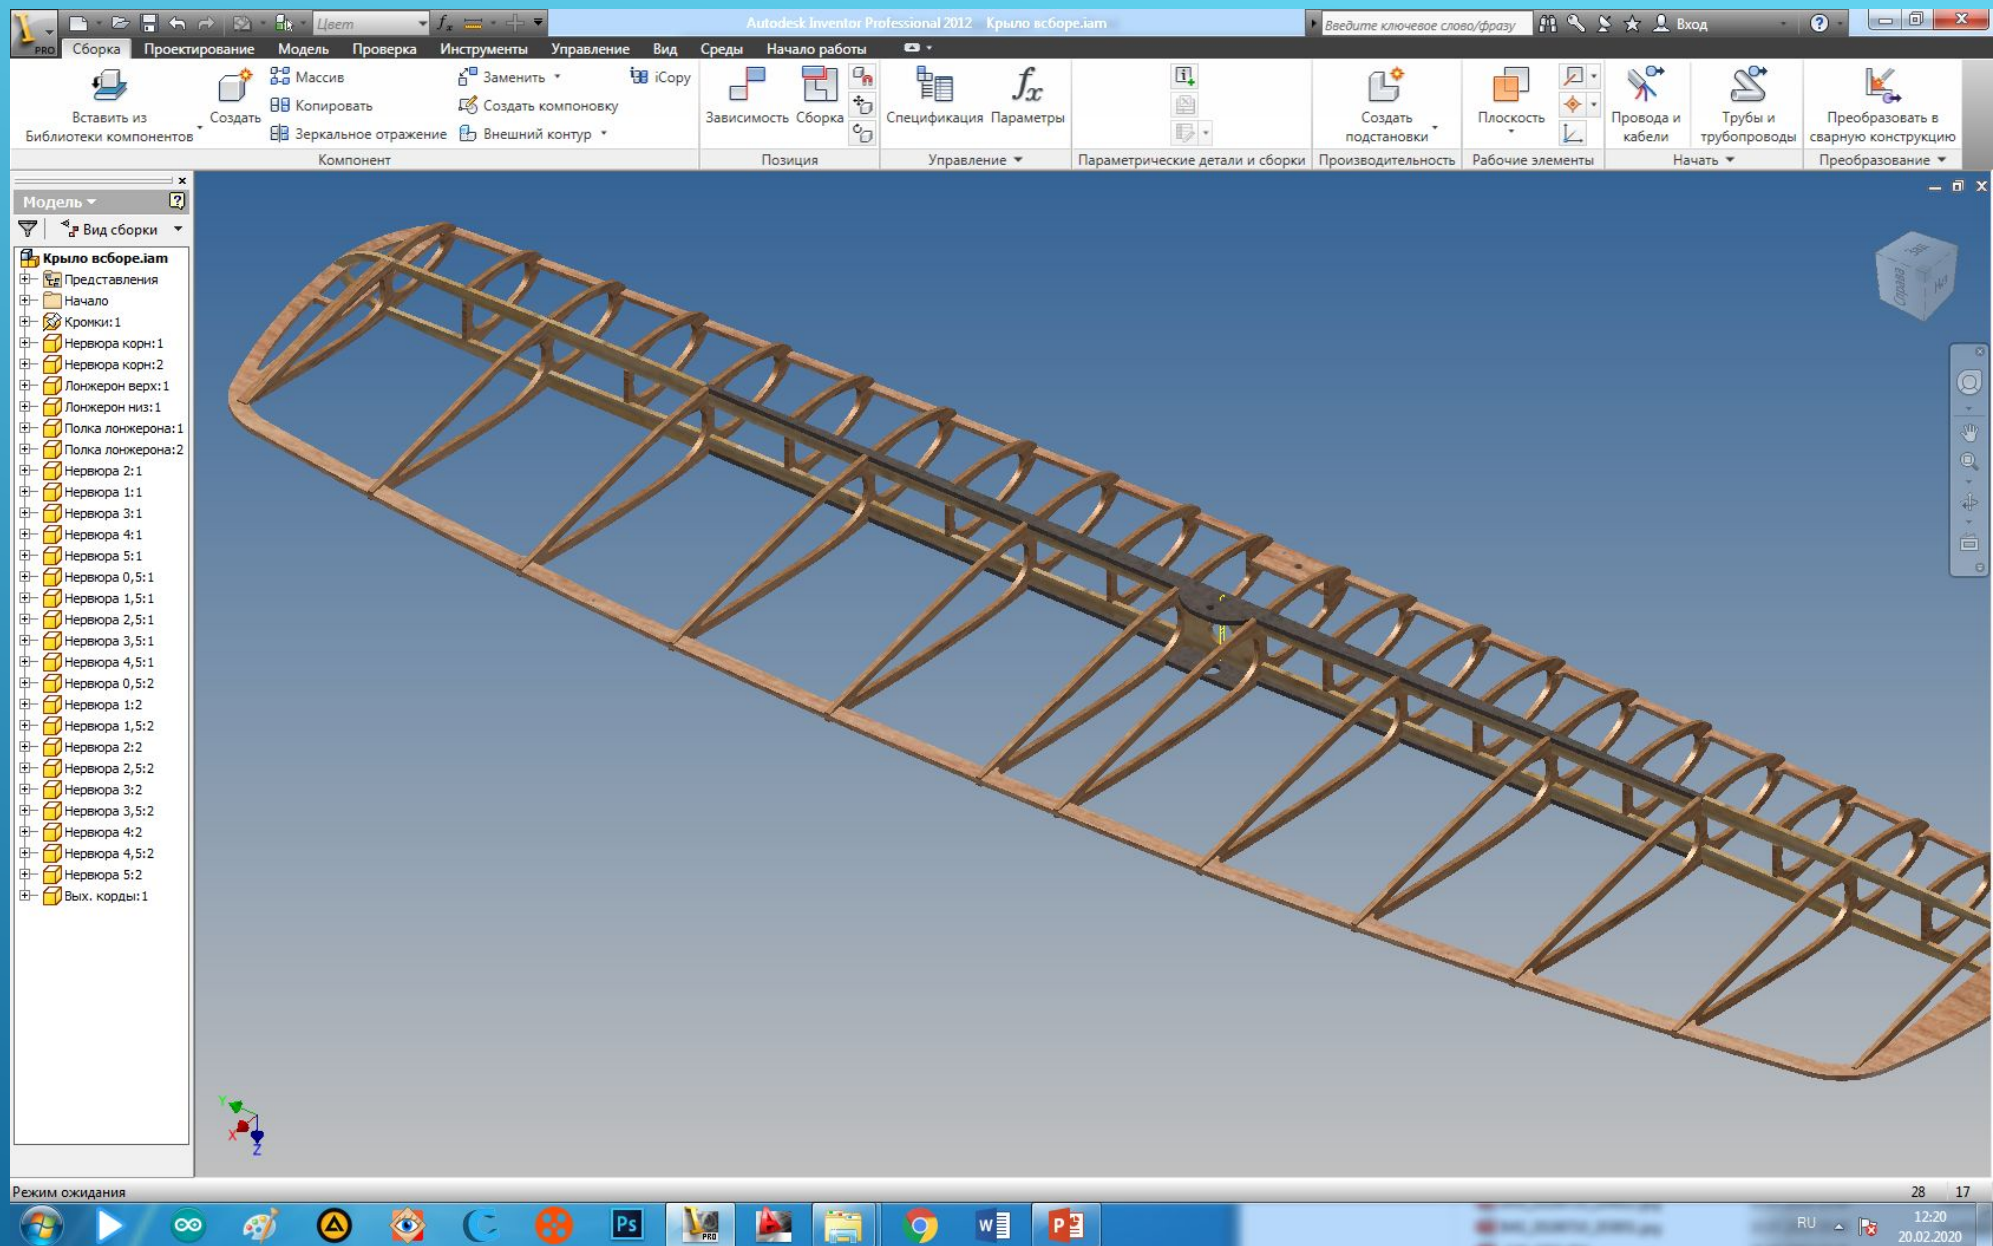 Цвет
Autodesk Inventor Professional 2012 Крыло всборе.iam
Введите ключевое слово/фразу
Вход
PRO
Сборка Проектирование Модель Проверка Инструменты Управление Вид Среды Начало работы
Вставить из
Библиотеки компонентов
Создать
Массив
Копировать
Зеркальное отражение
Заменить
Создать компоновку
Внешний контур
iCopy
Зависимость Сборка
Спецификация Параметры
Создать
подстановки
Плоскость
Провода и
кабели
Трубы и
трубопроводы
Преобразовать в
сварную конструкцию
Компонент Позиция Управление Параметрические детали и сборки Производительность Рабочие элементы Начать Преобразование
Модель
Вид сборки
Крыло всборе.iam
Представления
Начало
Кромки:1
Нервюра корн:1
Нервюра корн:2
Лонжерон верх:1
Лонжерон низ:1
Полка лонжерона:1
Полка лонжерона:2
Нервюра 2:1
Нервюра 1:1
Нервюра 3:1
Нервюра 4:1
Нервюра 5:1
Нервюра 0,5:1
Нервюра 1,5:1
Нервюра 2,5:1
Нервюра 3,5:1
Нервюра 4,5:1
Нервюра 0,5:2
Нервюра 1:2
Нервюра 1,5:2
Нервюра 2:2
Нервюра 2,5:2
Нервюра 3:2
Нервюра 3,5:2
Нервюра 4:2
Нервюра 4,5:2
Нервюра 5:2
Вых. корды:1
Справа
Низ
Y
X
Z
Режим ожидания
28 17
Ps
PRO
RU
12:20
20.02.2020